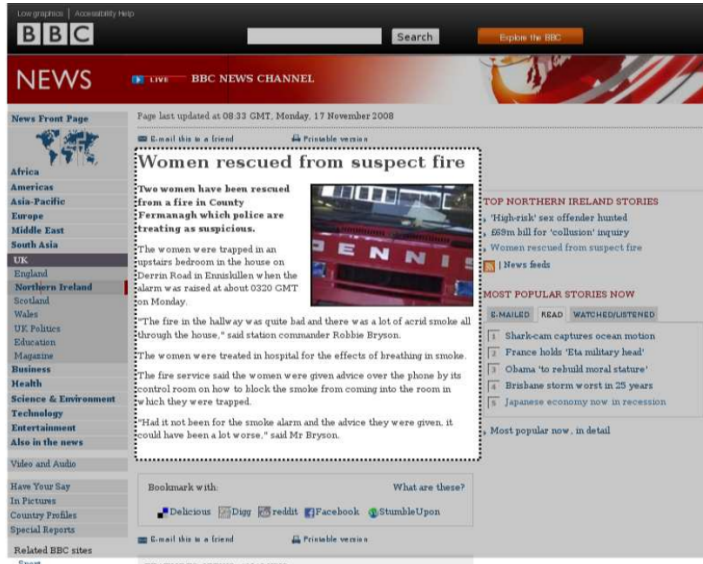 Low graphics | Accessibility Help
BBC
Search
Explore the BBC
NEWS
LIVE BBC NEWS CHANNEL
News Front Page
Africa
Americas
Asia-Pacific
Europe
Middle East
South Asia
UK
England
Northern Ireland
Scotland
Wales
UK Politics
Education
Magazine
Business
Health
Science & Environment
Technology
Entertainment
Also in the news
Video and Audio
Have Your Say
In Pictures
Country Profiles
Special Reports
Related BBC sites
Sport
Page last updated at 08:33 GMT, Monday, 17 November 2008
E-mail this to a friend Printable version
Women rescued from suspect fire
Two women have been rescued
from a fire in County
Fermanagh which police are
treating as suspicious.
The women were trapped in an
upstairs bedroom in the house on
Derrin Road in Enniskillen when the
alarm was raised at about 0320 GMT
on Monday.
DENNIS
"The fire in the hallway was quite bad and there was a lot of acrid smoke all
through the house," said station commander Robbie Bryson.
The women were treated in hospital for the effects of breathing in smoke.
The fire service said the women were given advice over the phone by its
control room on how to block the smoke from coming into the room in
which they were trapped.
"Had it not been for the smoke alarm and the advice they were given, it
could have been a lot worse," said Mr Bryson.
Bookmark with: What are these?
Delicious Digg reddit Facebook StumbleUpon
E-mail this to a friend Printable version
TOP NORTHERN IRELAND STORIES
'High-risk' sex offender hunted
£69m bill for 'collusion' inquiry
Women rescued from suspect fire
| News feeds
MOST POPULAR STORIES NOW
E-MAILED READ WATCHED/LISTENED
1 Shark-cam captures ocean motion
2 France holds 'Eta military head'
3 Obama 'to rebuild moral stature'
4 Brisbane storm worst in 25 years
5 Japanese economy now in recession
Most popular now, in detail